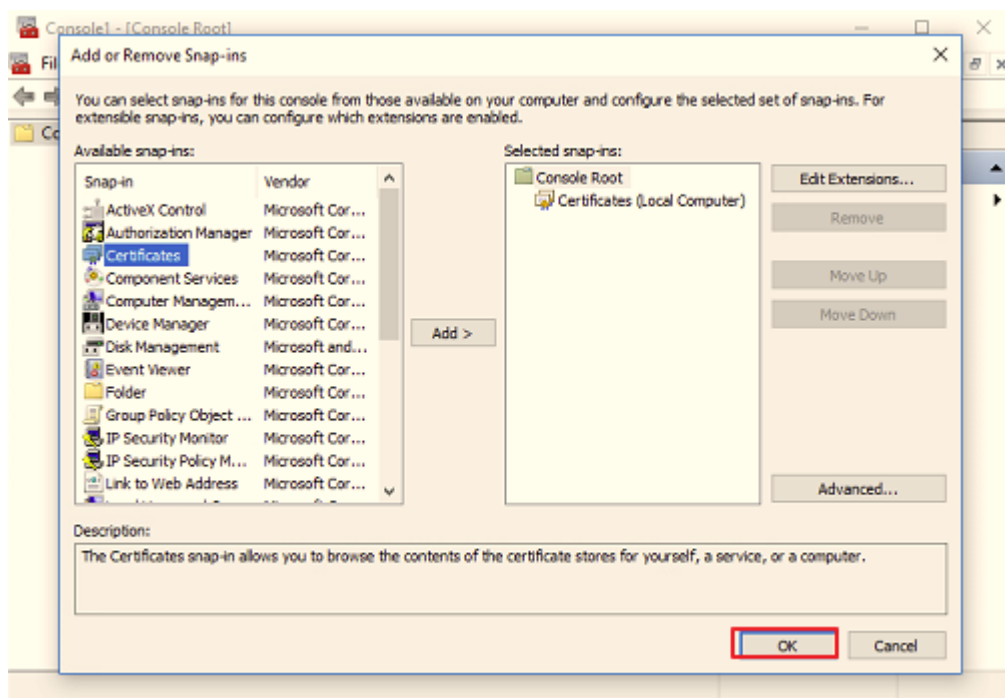 Console1 - [Console Root]
Fil
Add or Remove Snap-ins
You can select snap-ins for this console from those available on your computer and configure the selected set of snap-ins. For
extensible snap-ins, you can configure which extensions are enabled.
Co
Available snap-ins:
Snap-in Vendor
ActiveX Control Microsoft Cor...
Authorization Manager Microsoft Cor...
Certificates Microsoft Cor...
Component Services Microsoft Cor...
Computer Managem... Microsoft Cor...
Device Manager Microsoft Cor...
Disk Management Microsoft and...
Event Viewer Microsoft Cor...
Folder Microsoft Cor...
Group Policy Object ... Microsoft Cor...
IP Security Monitor Microsoft Cor...
IP Security Policy M... Microsoft Cor...
Link to Web Address Microsoft Cor...
Add >
Selected snap-ins:
Console Root
Certificates (Local Computer)
Edit Extensions...
Remove
Move Up
Move Down
Advanced...
Description:
The Certificates snap-in allows you to browse the contents of the certificate stores for yourself, a service, or a computer.
OK
Cancel